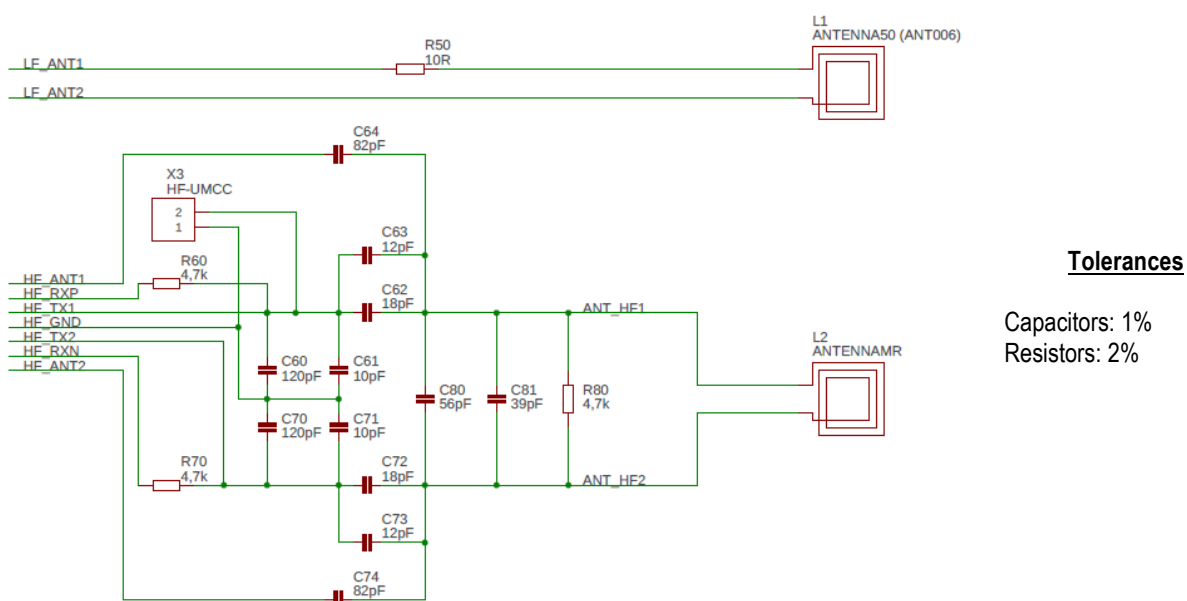 L1
ANTENNA50 (ANT006)
R50
10R
LF_ANT1
LF_ANT2
C64
82pF
X3
HF-UMCC
2
1
C63
12pF
R60
4,7k
HF_ANT1
HF_RXP
HF_TX1
HF_GND
HF_TX2
HF_RXN
HF_ANT2
C62
18pF
ANT_HF1
Tolerances
Capacitors: 1%
Resistors: 2%
L2
ANTENNAMR
C60
120pF
C61
10pF
C80
56pF
C81
39pF
R80
4,7k
C70
120pF
C71
10pF
R70
4,7k
C72
18pF
ANT_HF2
C73
12pF
C74
82pF